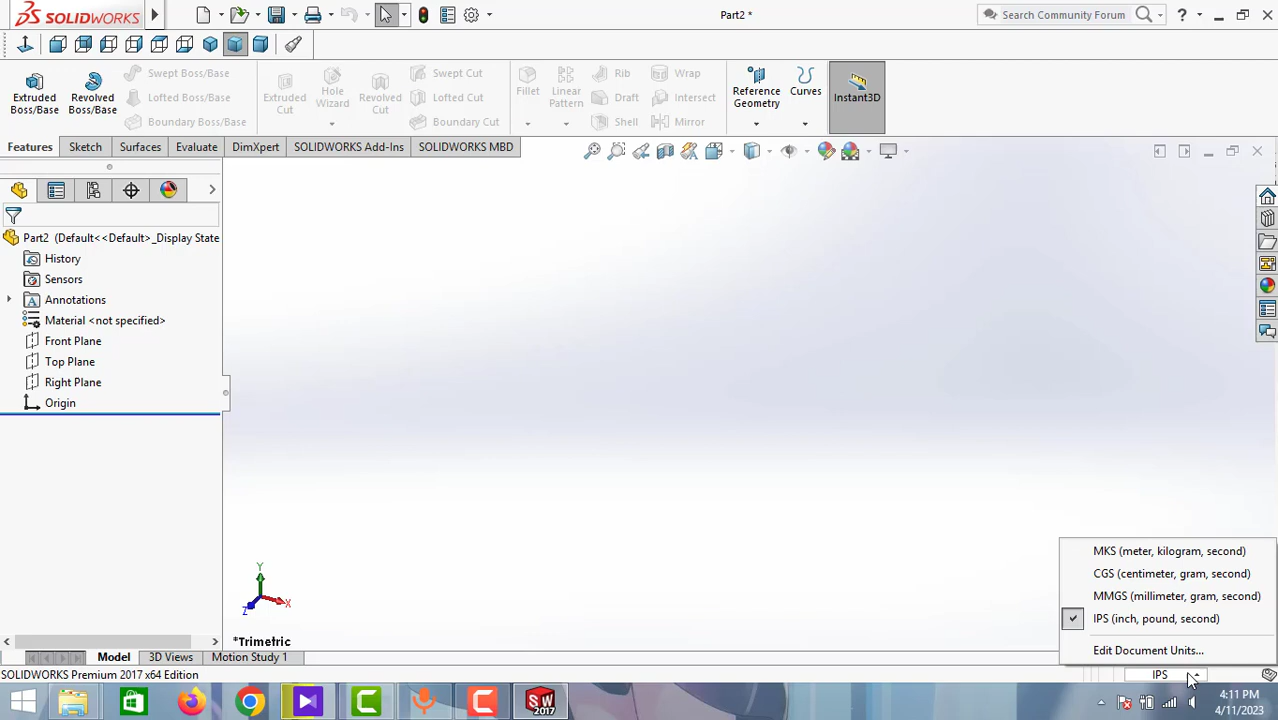 SOLIDWORKS
Part2 *
Search Community Forum
?
Extruded Boss/Base
Revolved Boss/Base
Swept Boss/Base
Lofted Boss/Base
Boundary Boss/Base
Extruded Cut
Hole Wizard
Revolved Cut
Swept Cut
Lofted Cut
Boundary Cut
Fillet
Linear Pattern
Rib
Draft
Shell
Wrap
Intersect
Mirror
Reference Geometry
Curves
Instant3D
Features
Sketch
Surfaces
Evaluate
DimXpert
SOLIDWORKS Add-Ins
SOLIDWORKS MBD
Part2 (Default<<Default>_Display State
History
Sensors
Annotations
Material <not specified>
Front Plane
Top Plane
Right Plane
Origin
Y
X
Z
*Trimetric
MKS (meter, kilogram, second)
CGS (centimeter, gram, second)
MMGS (millimeter, gram, second)
IPS (inch, pound, second)
Edit Document Units...
Model
3D Views
Motion Study 1
SOLIDWORKS Premium 2017 x64 Edition
IPS
SW
2017
4:11 PM
4/11/2023